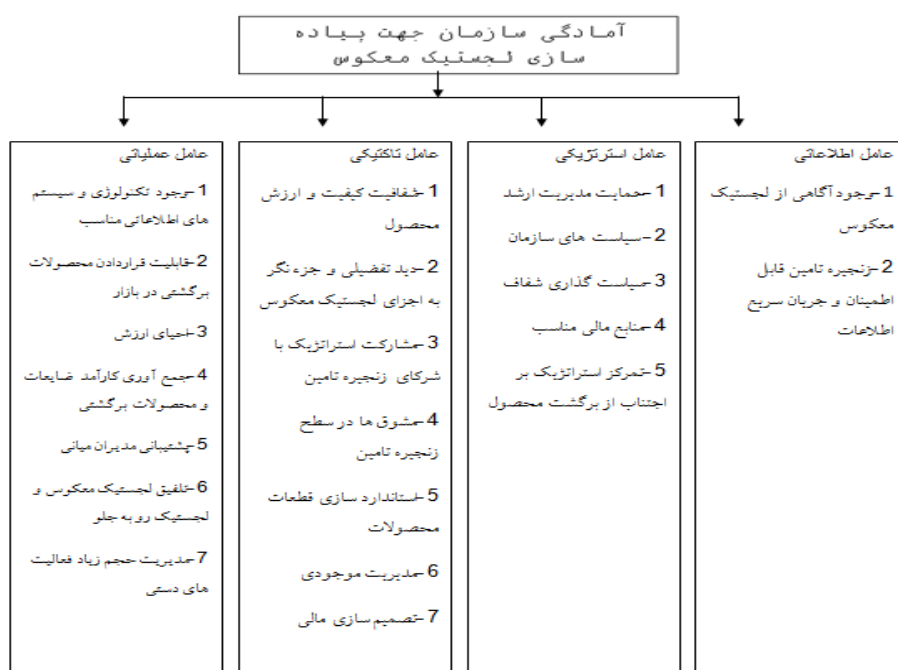 آمادگی سازمان جهت پیاده
سازی لجستیک معکوس
عامل اطلاعاتی
1-وجود آگاهی از لجستیک
معکوس
2-زنجیره تامین قابل
اطمینان و جریان سریع
اطلاعات
عامل استرتژیکی
1-حمایت مدیریت ارشد
2-سیاست های سازمان
3-سیاست گذاری شفاف
4-منابع مالی مناسب
5-تمرکز استراتژیک بر
اجتناب از برگشت محصول
عامل تاکتیکی
1-شفافیت کیفیت و ارزش
محصول
2-دید تفضیلی و جزء نگر
به اجزای لجستیک معکوس
3-مشارکت استراتژیک با
شرکای زنجیره تامین
4-مشوق ها در سطح
زنجیره تامین
5-استاندارد سازی قطعات
محصولات
6-مدیریت موجودی
7-تصمیم سازی مالی
عامل عملیاتی
1-وجود تکنولوژی و سیستم
های اطلاعاتی مناسب
2-قابلیت قراردادن محصولات
برگشتی در بازار
3-احیای ارزش
4-جمع آوری کارآمد ضایعات
و محصولات برگشتی
5-پشتیبانی مدیران میانی
6-تلفیق لجستیک معکوس و
لجستیک رو به جلو
7-مدیریت حجم زیاد فعالیت
های دستی